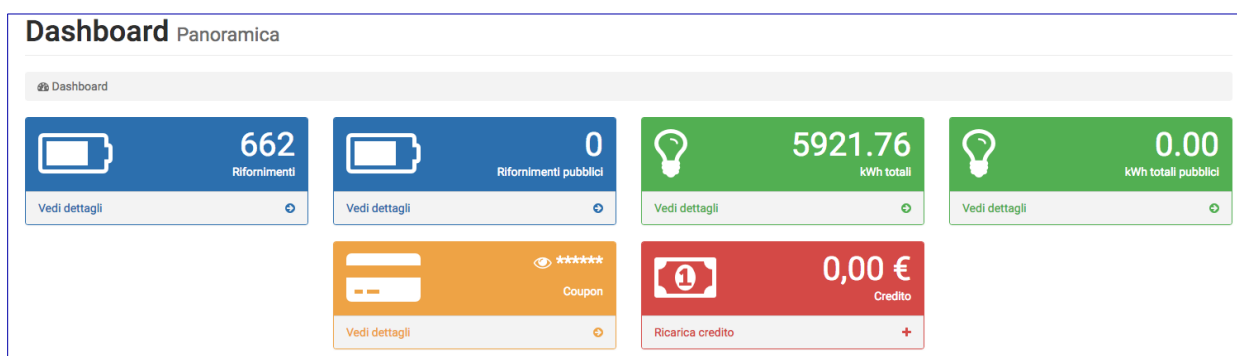 Dashboard Panoramica
Dashboard
662
Rifornimenti
Vedi dettagli
0
Rifornimenti pubblici
Vedi dettagli
5921.76
kWh totali
Vedi dettagli
0.00
kWh totali pubblici
Vedi dettagli
******
Coupon
Vedi dettagli
1
0,00 €
Credito
Ricarica credito